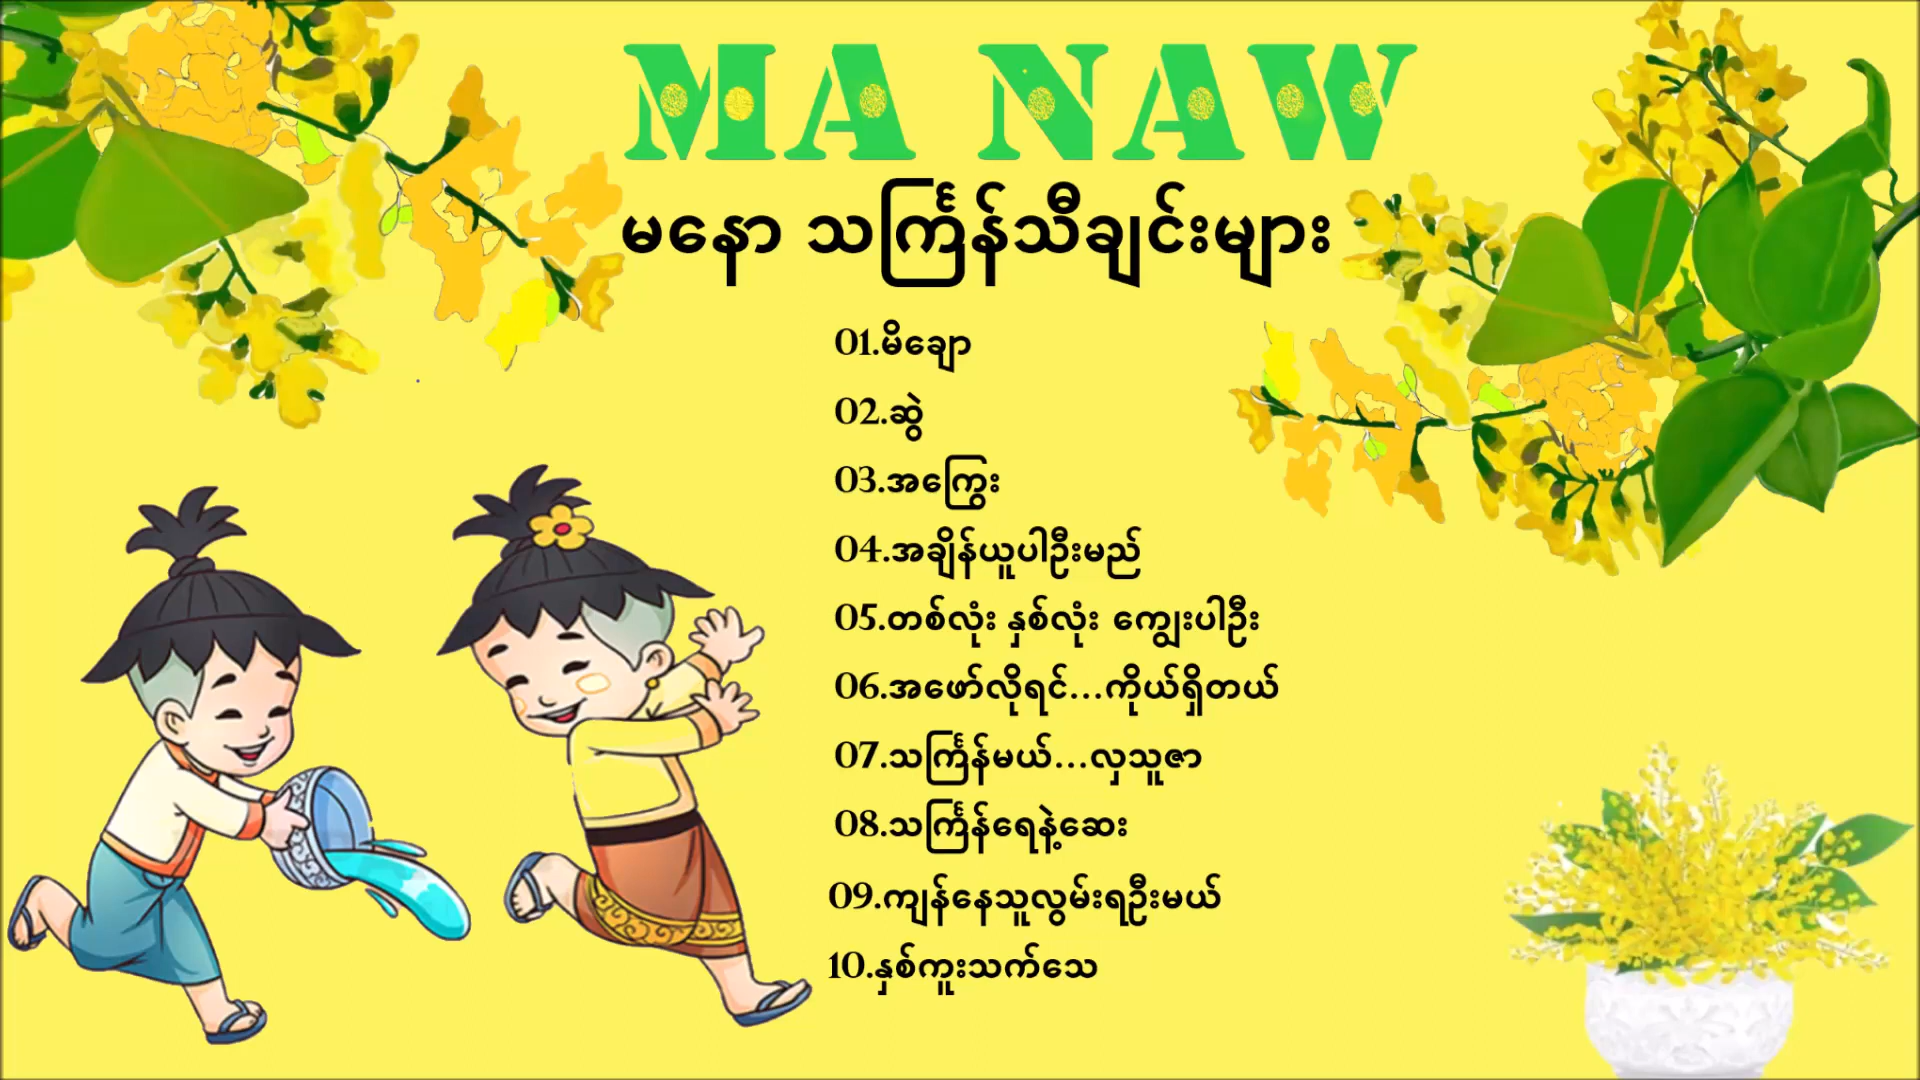 MA NAW
မနော သင်္ကြန်သီချင်းများ
01.မိချော
02.ဆွဲ
03.အကြွေး
04.အချိန်ယူပါဦးမည်
05.တစ်လုံး နှစ်လုံး ကျွေးပါဦး
06.အဖော်လိုရင်...ကိုယ်ရှိတယ်
07.သင်္ကြန်မယ်...လှသူဇာ
08.သင်္ကြန်ရေနဲ့ဆေး
09.ကျန်နေသူလွမ်းရဦးမယ်
10.နှစ်ကူးသက်သေ